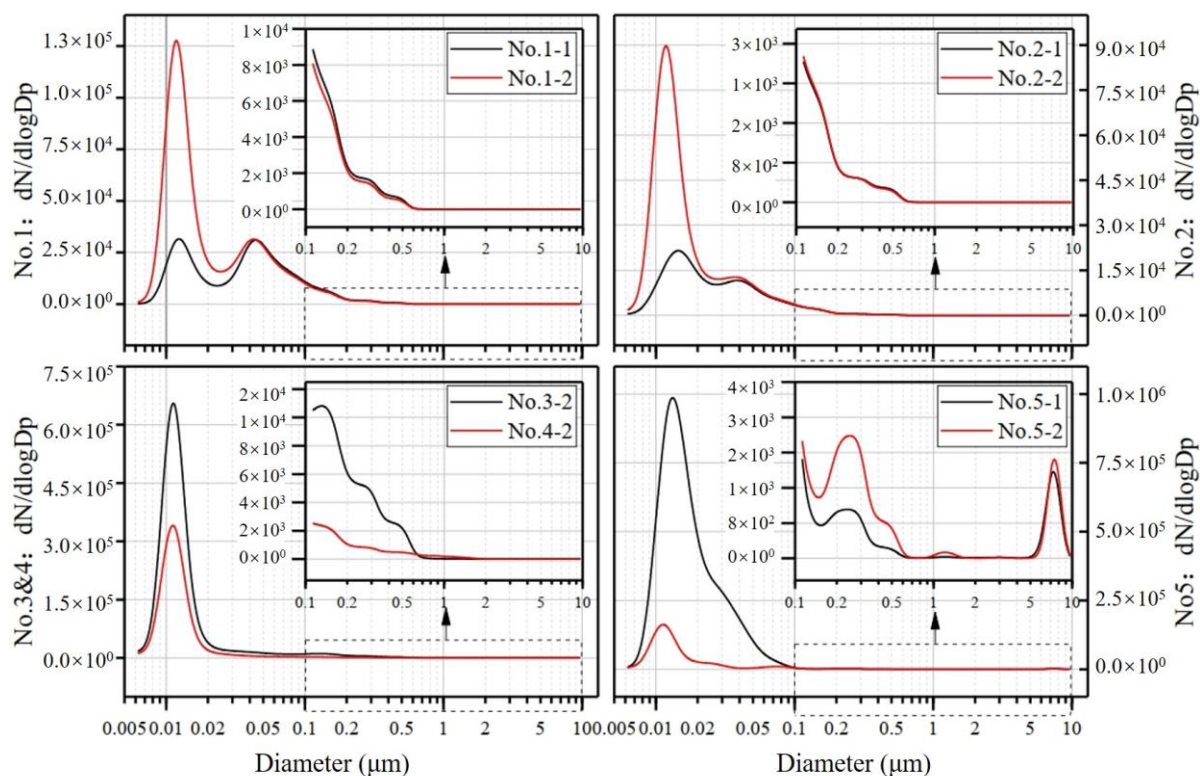 No.1: dN/dlogDp
1.3×10⁵
1.0×10⁵
7.5×10⁴
5.0×10⁴
2.5×10⁴
0.0×10⁰
1×10⁴
8×10³
6×10³
4×10³
2×10³
0×10⁰
No.1-1
No.1-2
0.1 0.2 0.5 1 2 5 10
3×10³
1×10³
2×10³
8×10²
0×10⁰
No.2-1
No.2-2
0.1 0.2 0.5 1 2 5 10
9.0×10⁴
7.5×10⁴
6.0×10⁴
4.5×10⁴
3.0×10⁴
1.5×10⁴
0.0×10⁰
No.2: dN/dlogDp
No.3&4: dN/dlogDp
7.5×10⁵
6.0×10⁵
4.5×10⁵
3.0×10⁵
1.5×10⁵
0.0×10⁰
2×10⁴
1×10⁴
8×10³
6×10³
4×10³
2×10³
0×10⁰
No.3-2
No.4-2
0.1 0.2 0.5 1 2 5 10
4×10³
3×10³
2×10³
1×10³
8×10²
0×10⁰
No.5-1
No.5-2
0.1 0.2 0.5 1 2 5 10
1.0×10⁶
7.5×10⁵
5.0×10⁵
2.5×10⁵
0.0×10⁰
No5: dN/dlogDp
0.005 0.01 0.02 0.05 0.1 0.2 0.5 1 2 5 10
0.005 0.01 0.02 0.05 0.1 0.2 0.5 1 2 5 10
Diameter (μm)
Diameter (μm)